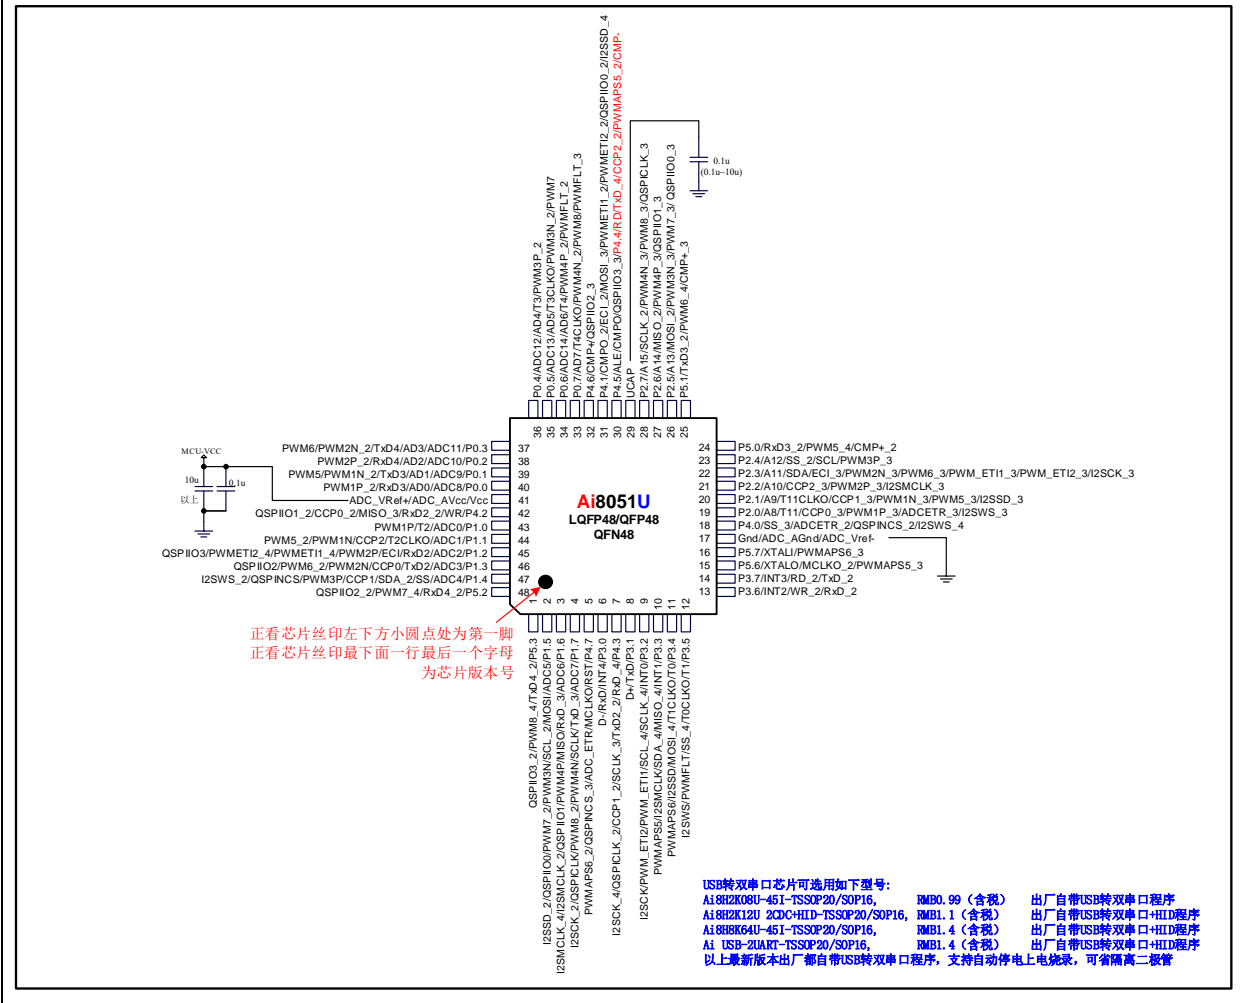 P0.4/ADC12/AD4/T3/PWM3P_2
P0.5/ADC13/AD5/T3CLKO/PWM3N_2/PWM7
P0.6/ADC14/AD6/T4/PWM4P_2/PWMFLT_2
P0.7/AD7/T4CLKO/PWM4N_2/PWM8/PWMFLT_3
P4.6/CMP+/QSPIIO2_3
P4.1/CMPO_2/ECI_2/MOSI_3/PWMETI1_2/PWMETI2_2/QSPIIO0_2/I2SSD_4
P4.5/ALE/CMPO/QSPIIO3_3/P4.4/RD/TxD_4/CCP2_2/PWMAPS5_2/CMP-
UCAP
P2.7/A15/SCLK_2/PWM4N_3/PWM8_3/QSPICLK_3
P2.6/A14/MISO_2/PWM4P_3/QSPIIO1_3
P2.5/A13/MOSI_2/PWM3N_3/PWM7_3/QSPIIO0_3
P5.1/TxD3_2/PWM6_4/CMP+_3
0.1u
(0.1u~10u)
36 35 34 33 32 31 30 29 28 27 26 25
MCU-VCC
10u
以上
0.1u
PWM6/PWM2N_2/TxD4/AD3/ADC11/P0.3 37
PWM2P_2/RxD4/AD2/ADC10/P0.2 38
PWM5/PWM1N_2/TxD3/AD1/ADC9/P0.1 39
PWM1P_2/RxD3/AD0/ADC8/P0.0 40
ADC_VRef+/ADC_AVcc/Vcc 41
QSPIIO1_2/CCP0_2/MISO_3/RxD2_2/WR/P4.2 42
PWM1P/T2/ADC0/P1.0 43
PWM5_2/PWM1N/CCP2/T2CLKO/ADC1/P1.1 44
QSPIIO3/PWMETI2_4/PWMETI1_4/PWM2P/ECI/RxD2/ADC2/P1.2 45
QSPIIO2/PWM6_2/PWM2N/CCP0/TxD2/ADC3/P1.3 46
I2SWS_2/QSPINCS/PWM3P/CCP1/SDA_2/SS/ADC4/P1.4 47
QSPIIO2_2/PWM7_4/RxD4_2/P5.2 48
Ai8051U
LQFP48/QFP48
QFN48
24 P5.0/RxD3_2/PWM5_4/CMP+_2
23 P2.4/A12/SS_2/SCL/PWM3P_3
22 P2.3/A11/SDA/ECI_3/PWM2N_3/PWM6_3/PWM_ETI1_3/PWM_ETI2_3/I2SCK_3
21 P2.2/A10/CCP2_3/PWM2P_3/I2SMCLK_3
20 P2.1/A9/T11CLKO/CCP1_3/PWM1N_3/PWM5_3/I2SSD_3
19 P2.0/A8/T11/CCP0_3/PWM1P_3/ADCETR_3/I2SWS_3
18 P4.0/SS_3/ADCETR_2/QSPINCS_2/I2SWS_4
17 Gnd/ADC_AGnd/ADC_Vref-
16 P5.7/XTALI/PWMAPS6_3
15 P5.6/XTALO/MCLKO_2/PWMAPS5_3
14 P3.7/INT3/RD_2/TxD_2
13 P3.6/INT2/WR_2/RxD_2
1 2 3 4 5 6 7 8 9 10 11 12
正看芯片丝印左下方小圆点处为第一脚
正看芯片丝印最下面一行最后一个字母
为芯片版本号
QSPIIO3_2/PWM8_4/TxD4_2/P5.3
I2SSD_2/QSPIIO0/PWM7_2/PWM3N/SCL_2/MOSI/ADC5/P1.5
I2SMCLK_4/I2SMCLK_2/QSPIIO1/PWM4P/MISO/RxD_3/ADC6/P1.6
I2SCK_2/QSPICLK/PWM8_2/PWM4N/SCLK/TxD_3/ADC7/P1.7
PWMAPS6_2/QSPINCS_3/ADC_ETR/MCLKO/RST/P4.7
D-/RxD/INT4/P3.0
I2SCK_4/QSPICLK_2/CCP1_2/SCLK_3/TxD2_2/RxD_4/P4.3
D+/TxD/P3.1
I2SCK/PWM_ETI2/PWM_ETI1/SCL_4/SCLK_4/INT0/P3.2
PWMAPS5/I2SMCLK/SDA_4/MISO_4/INT1/P3.3
PWMAPS6/I2SSD/MOSI_4/T1CLKO/T0/P3.4
I2SWS/PWMFLT/SS_4/T0CLKO/T1/P3.5
USB转双串口芯片可选用如下型号:
Ai8H2K08U-45I-TSSOP20/SOP16, RMB0.99（含税） 出厂自带USB转双串口程序
Ai8H2K12U 2CDC+HID-TSSOP20/SOP16, RMB1.1（含税） 出厂自带USB转双串口+HID程序
Ai8H8K64U-45I-TSSOP20/SOP16, RMB1.4（含税） 出厂自带USB转双串口+HID程序
Ai USB-2UART-TSSOP20/SOP16, RMB1.4（含税） 出厂自带USB转双串口+HID程序
以上最新版本出厂都自带USB转双串口程序，支持自动停电上电烧录，可省隔离二极管